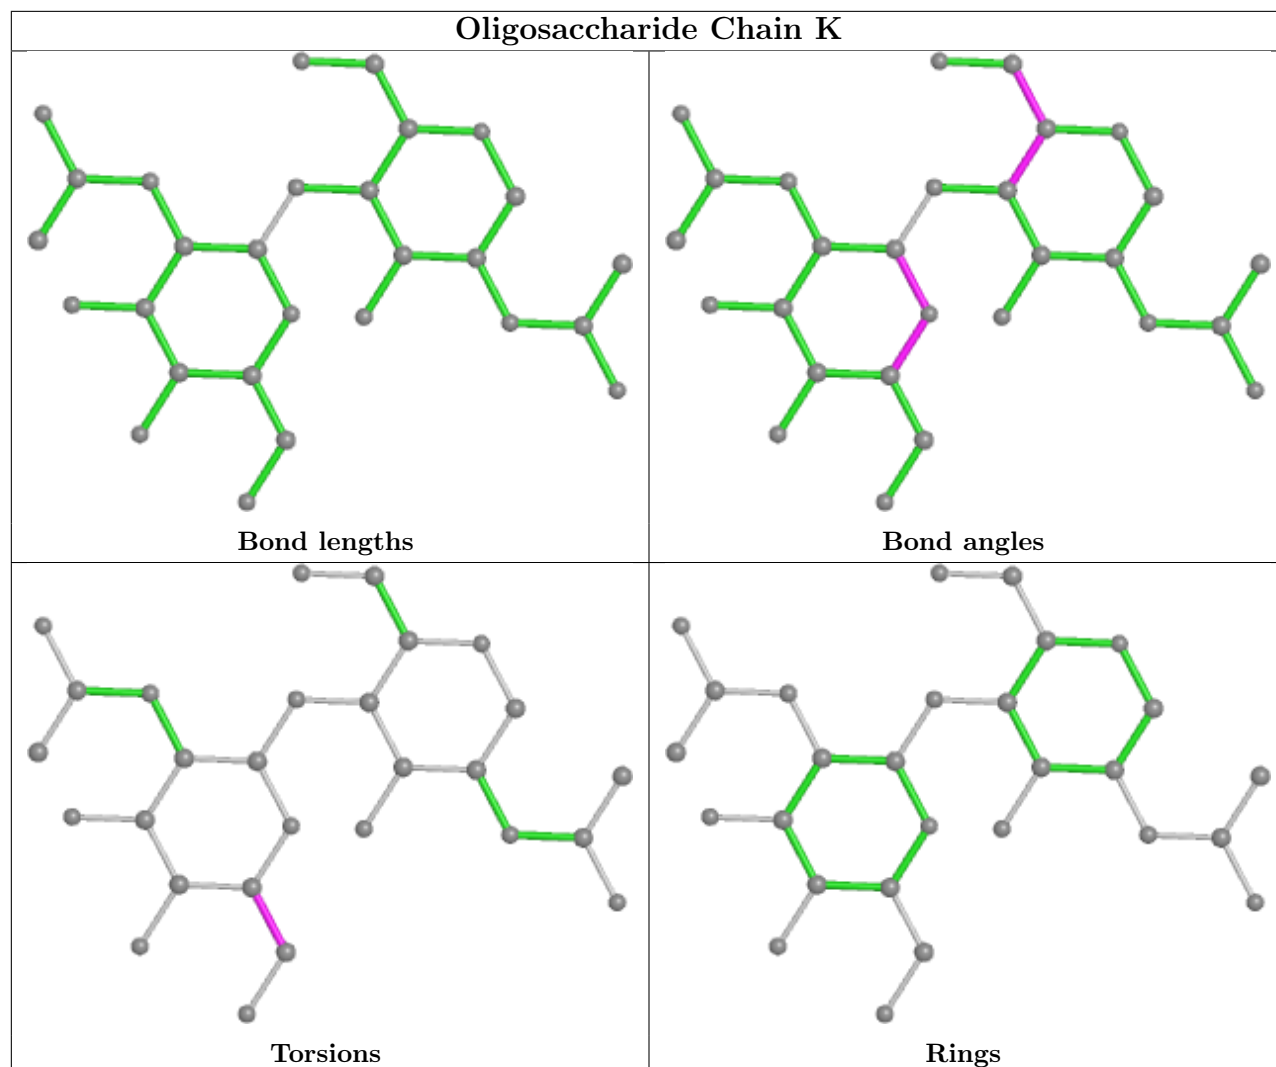 Oligosaccharide Chain K
Bond lengths
Bond angles
Torsions
Rings